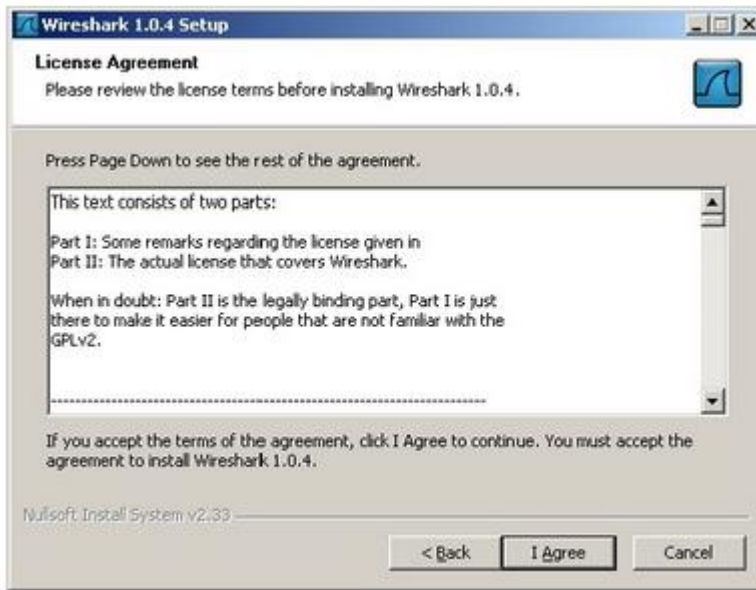 Wireshark 1.0.4 Setup
License Agreement
Please review the license terms before installing Wireshark 1.0.4.
Press Page Down to see the rest of the agreement.
This text consists of two parts:
Part I: Some remarks regarding the license given in
Part II: The actual license that covers Wireshark.
When in doubt: Part II is the legally binding part, Part I is just
there to make it easier for people that are not familiar with the
GPLv2.
If you accept the terms of the agreement, click I Agree to continue. You must accept the
agreement to install Wireshark 1.0.4.
Nullsoft Install System v2.33
< Back
I Agree
Cancel